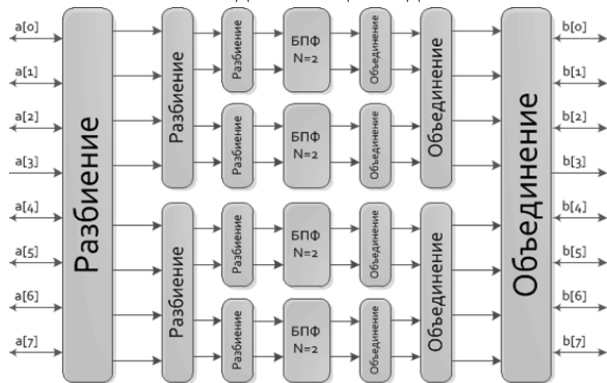 a[0]
a[1]
a[2]
a[3]
a[4]
a[5]
a[6]
a[7]
Разбиение
Разбиение
Разбиение
Разбиение
Разбиение
Разбиение
Разбиение
БПФ
N=2
БПФ
N=2
БПФ
N=2
БПФ
N=2
Объединение
Объединение
Объединение
Объединение
Объединение
Объединение
Объединение
b[0]
b[1]
b[2]
b[3]
b[4]
b[5]
b[6]
b[7]